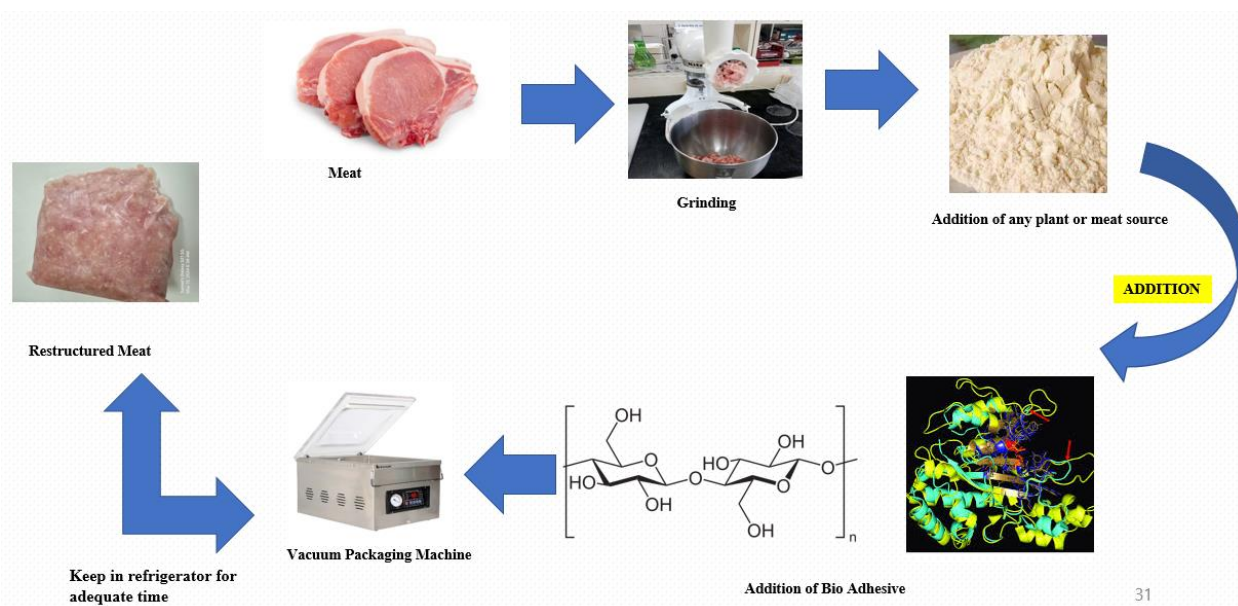 Meat
Grinding
Addition of any plant or meat source
ADDITION
OH
OH
O
HO
O
O
HO
O
OH
OH
n
Addition of Bio Adhesive
Vacuum Packaging Machine
Keep in refrigerator for
adequate time
Restructured Meat
31